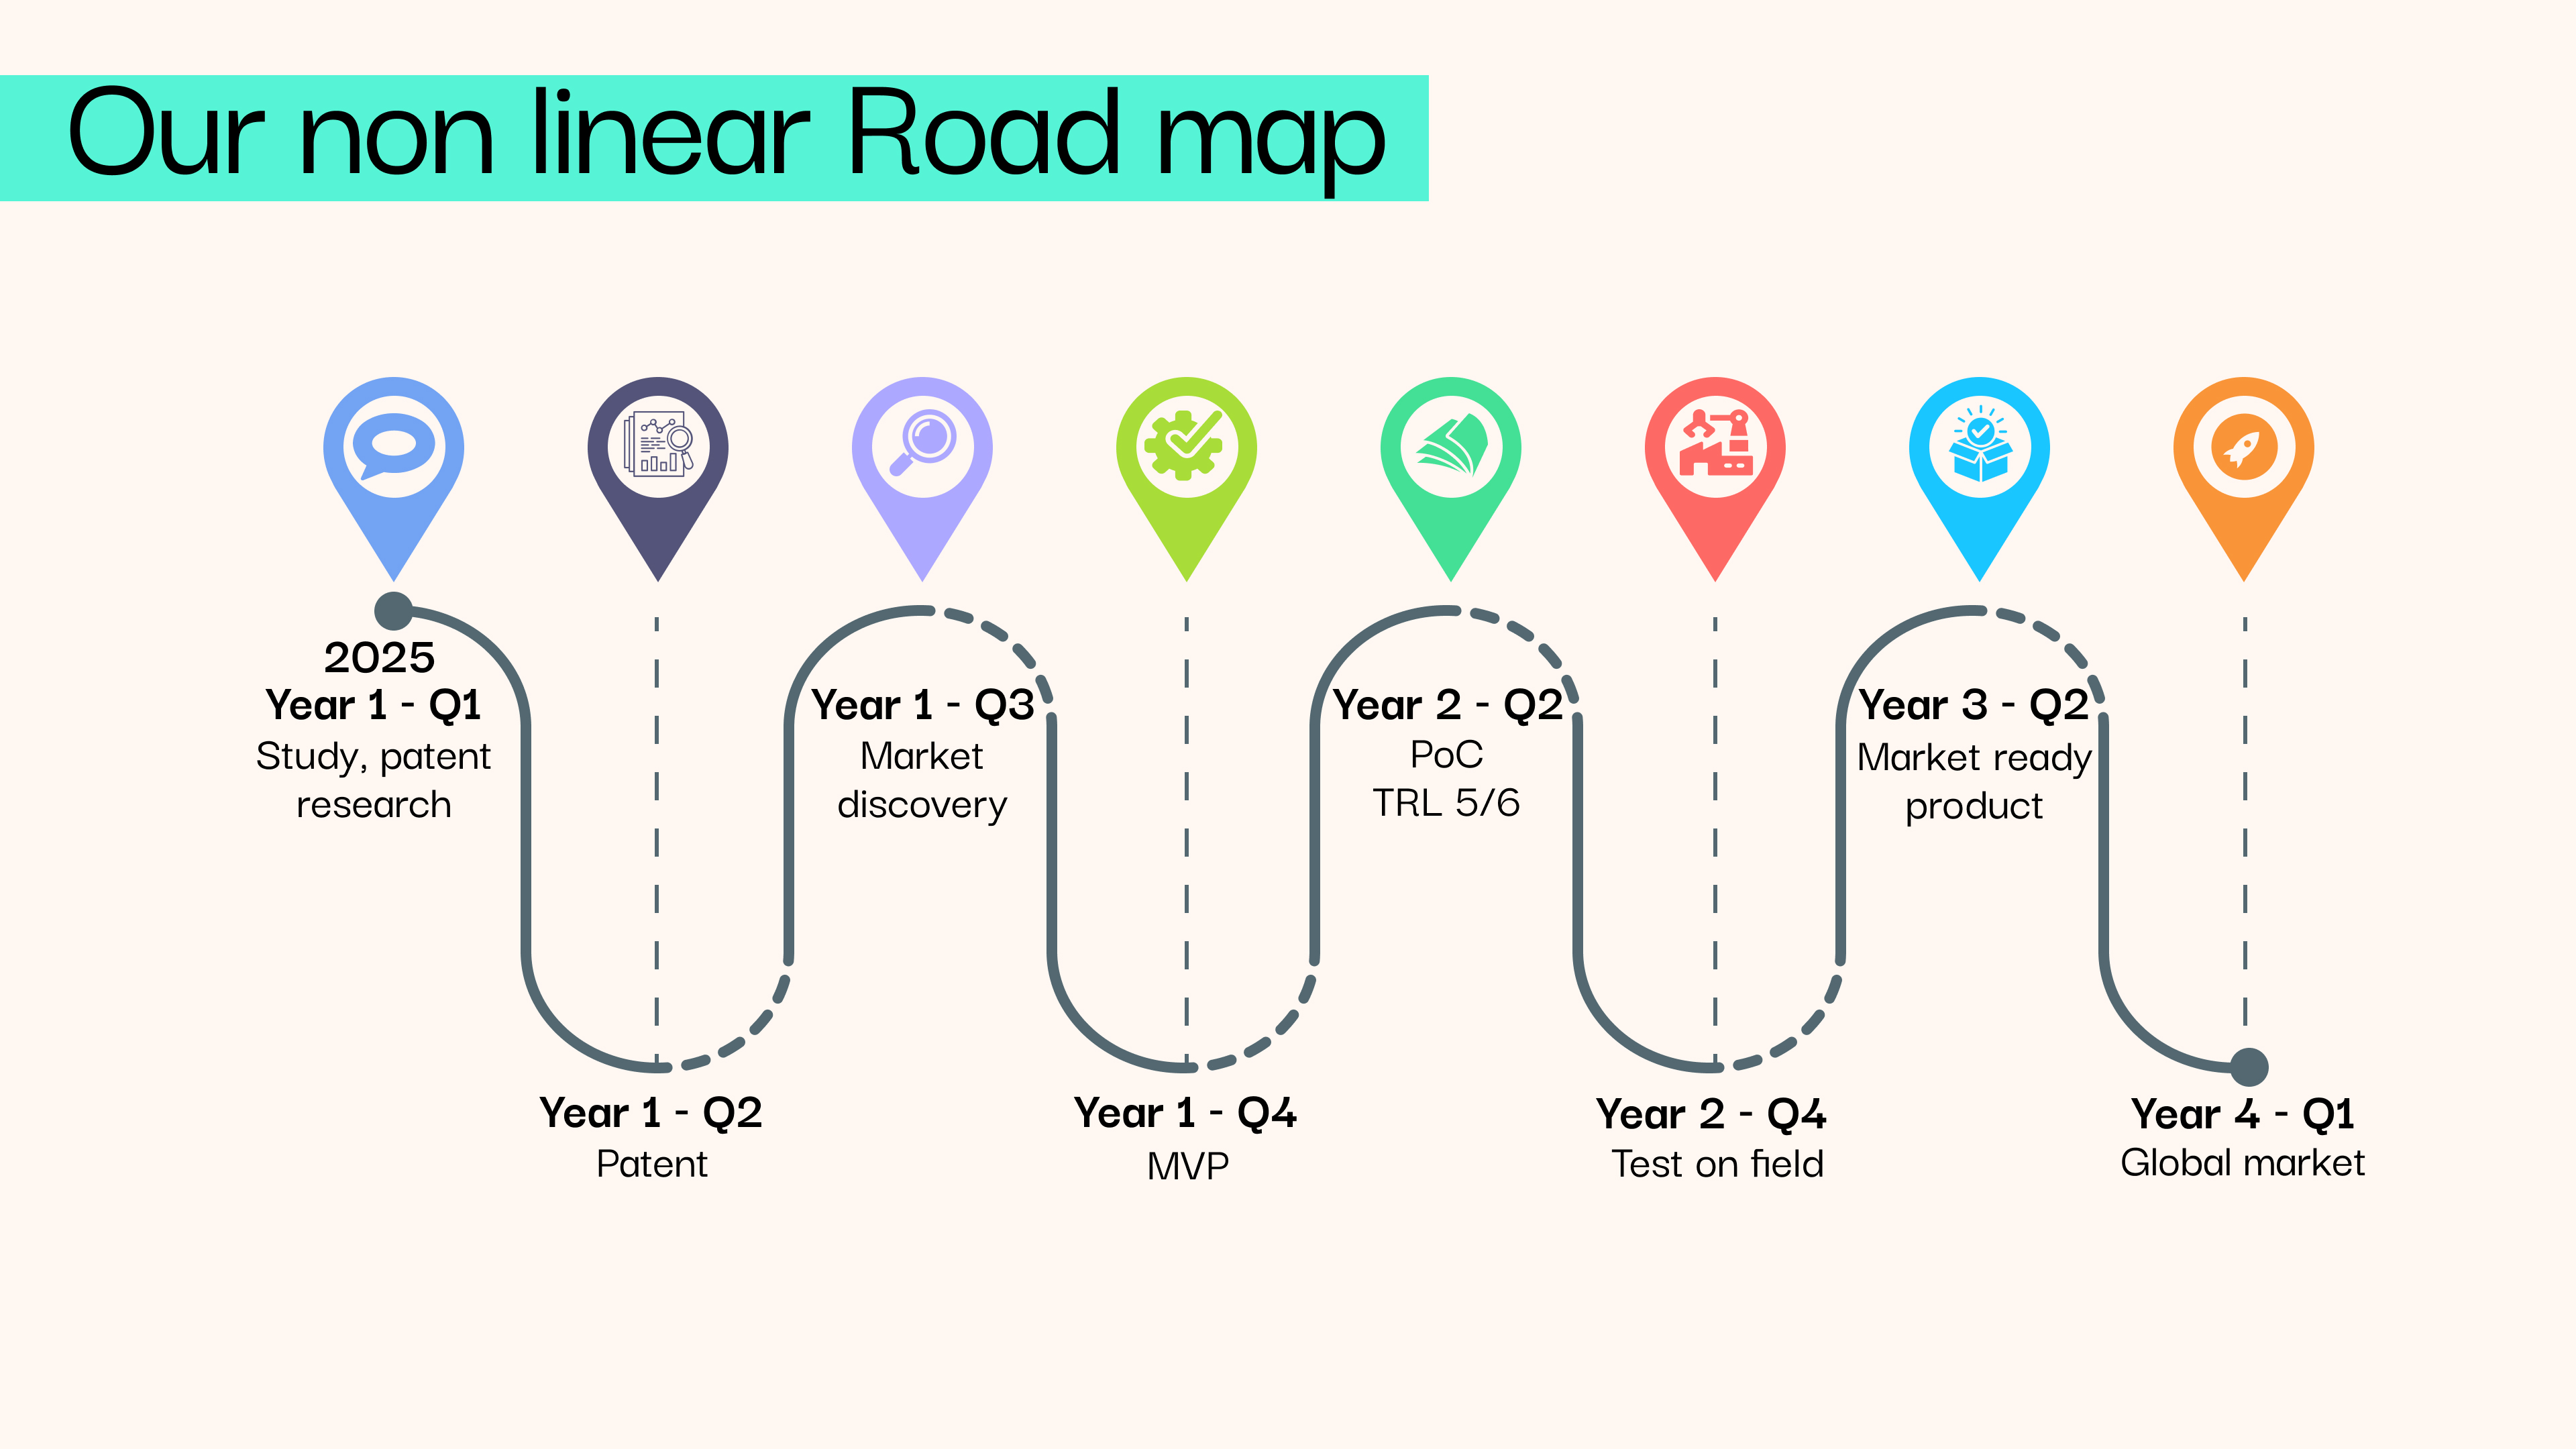 Our non linear Road map
2025
Year 1 - Q1
Study, patent
research
Year 1 - Q2
Patent
Year 1 - Q3
Market
discovery
Year 1 - Q4
MVP
Year 2 - Q2
PoC
TRL 5/6
Year 2 - Q4
Test on field
Year 3 - Q2
Market ready
product
Year 4 - Q1
Global market